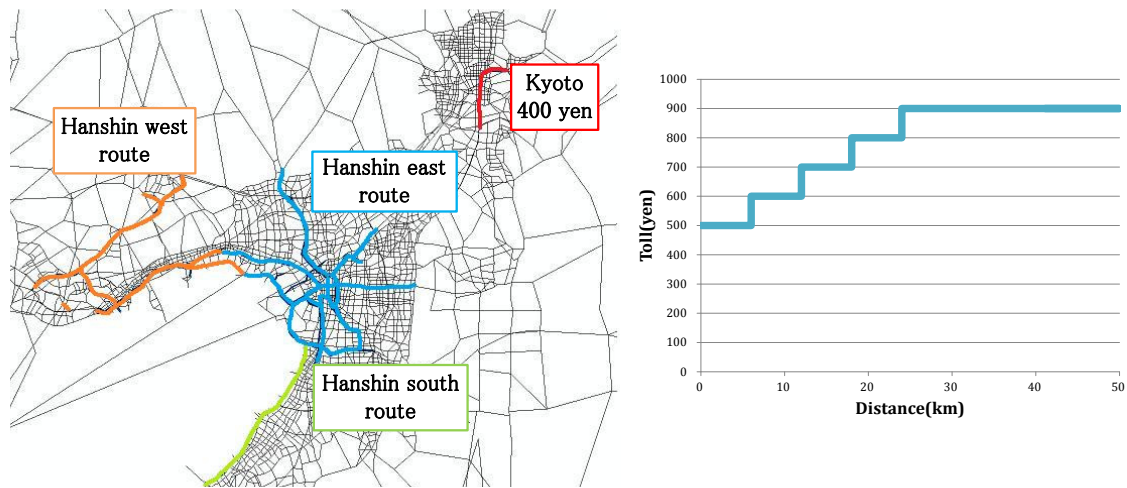 Kyoto
400 yen
Hanshin west
route
Hanshin east
route
Hanshin south
route
1000
900
800
700
600
500
400
300
200
100
0
Toll(yen)
0 10 20 30 40 50
Distance(km)